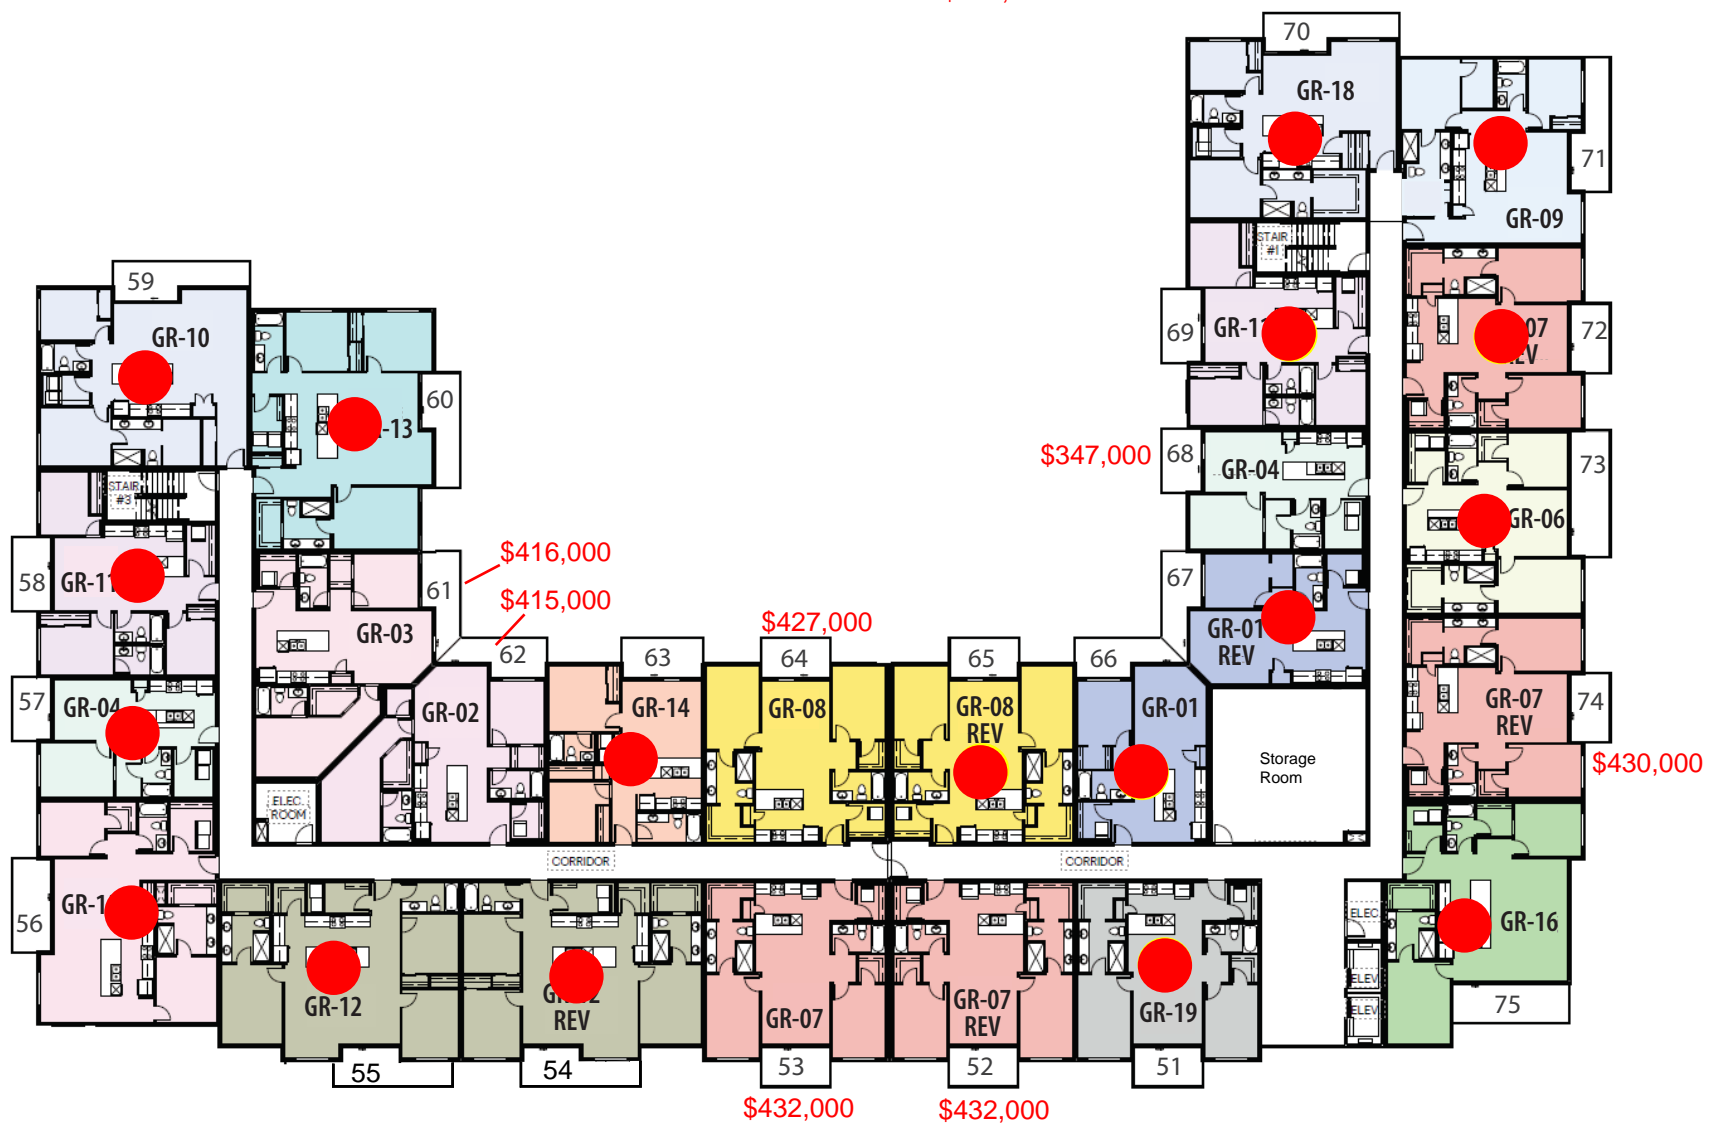 70
GR-18
71
GR-09
STAIR
#1
59
GR-10
69
72
07
60
-13
$347,000
68
GR-04
73
STAIR
#3
GR-06
58
GR-11
$416,000
61
$415,000
67
GR-03
$427,000
GR-01
REV
62
63
64
65
66
57
GR-04
GR-02
GR-14
GR-08
GR-08
REV
GR-01
GR-07
REV
74
Storage
Room
$430,000
ELEC.
ROOM
CORRIDOR
CORRIDOR
56
ELEC.
GR-16
ELEV
ELEV
GR-12
REV
GR-07
GR-07
REV
GR-19
75
55
54
53
52
51
$432,000
$432,000